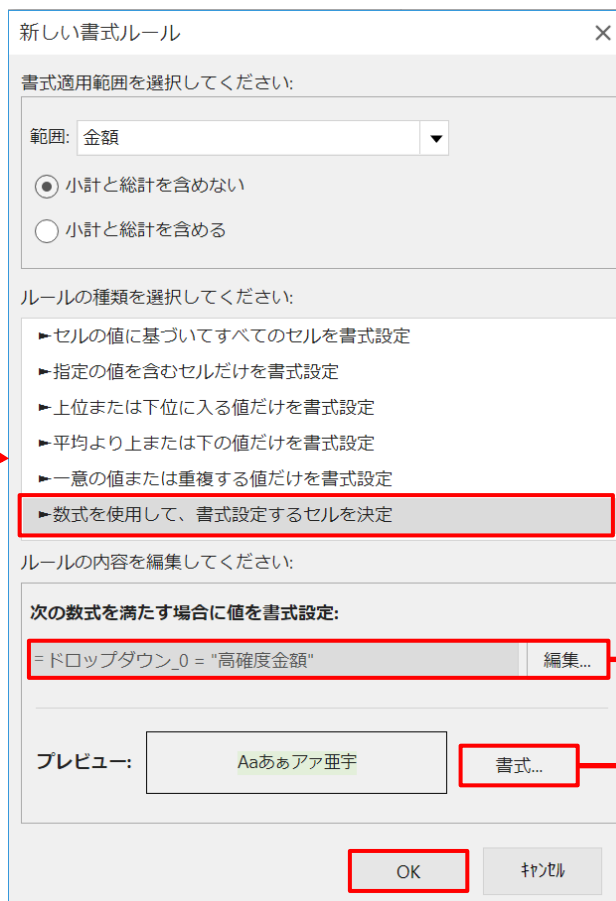 新しい書式ルール
書式適用範囲を選択してください:
範囲: 金額
小計と総計を含めない
小計と総計を含める
ルールの種類を選択してください:
►セルの値に基づいてすべてのセルを書式設定
►指定の値を含むセルだけを書式設定
►上位または下位に入る値だけを書式設定
►平均より上または下の値だけを書式設定
►一意の値または重複する値だけを書式設定
►数式を使用して、書式設定するセルを決定
ルールの内容を編集してください:
次の数式を満たす場合に値を書式設定:
=ドロップダウン_0 = "高確度金額" 編集...
プレビュー: Aaあぁアァ亜宇 書式...
OK ｷｬﾝｾﾙ